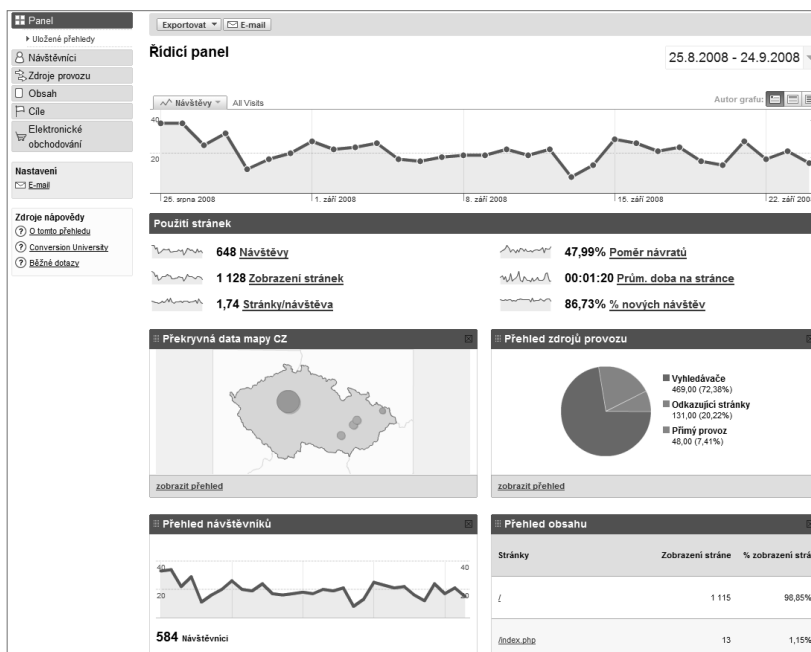 Panel
Uložené přehledy
Návštěvníci
Zdroje provozu
Obsah
Cíle
Elektronické
obchodování
Nastavení
E-mail
Zdroje nápovědy
O tomto přehledu
Conversion University
Běžné dotazy
Exportovat E-mail
Řídicí panel
25.8.2008 - 24.9.2008
Návštěvy All Visits
Autor grafu:
40
20
25. srpna 2008 1. září 2008 8. září 2008 15. září 2008 22. září 200
Použití stránek
648 Návštěvy
1 128 Zobrazení stránek
1,74 Stránky/návštěva
47,99% Poměr návratů
00:01:20 Prům. doba na stránce
86,73% % nových návštěv
Překryvná data mapy CZ
zobrazit přehled
Přehled zdrojů provozu
Vyhledávače
469,00 (72,38%)
Odkazující stránky
131,00 (20,22%)
Přímý provoz
48,00 (7,41%)
zobrazit přehled
Přehled návštěvníků
40 40
20 20
584 Návštěvníci
Přehled obsahu
Stránky Zobrazení stráne % zobrazení strá
/ 1 115 98,85%
/index.php 13 1,15%